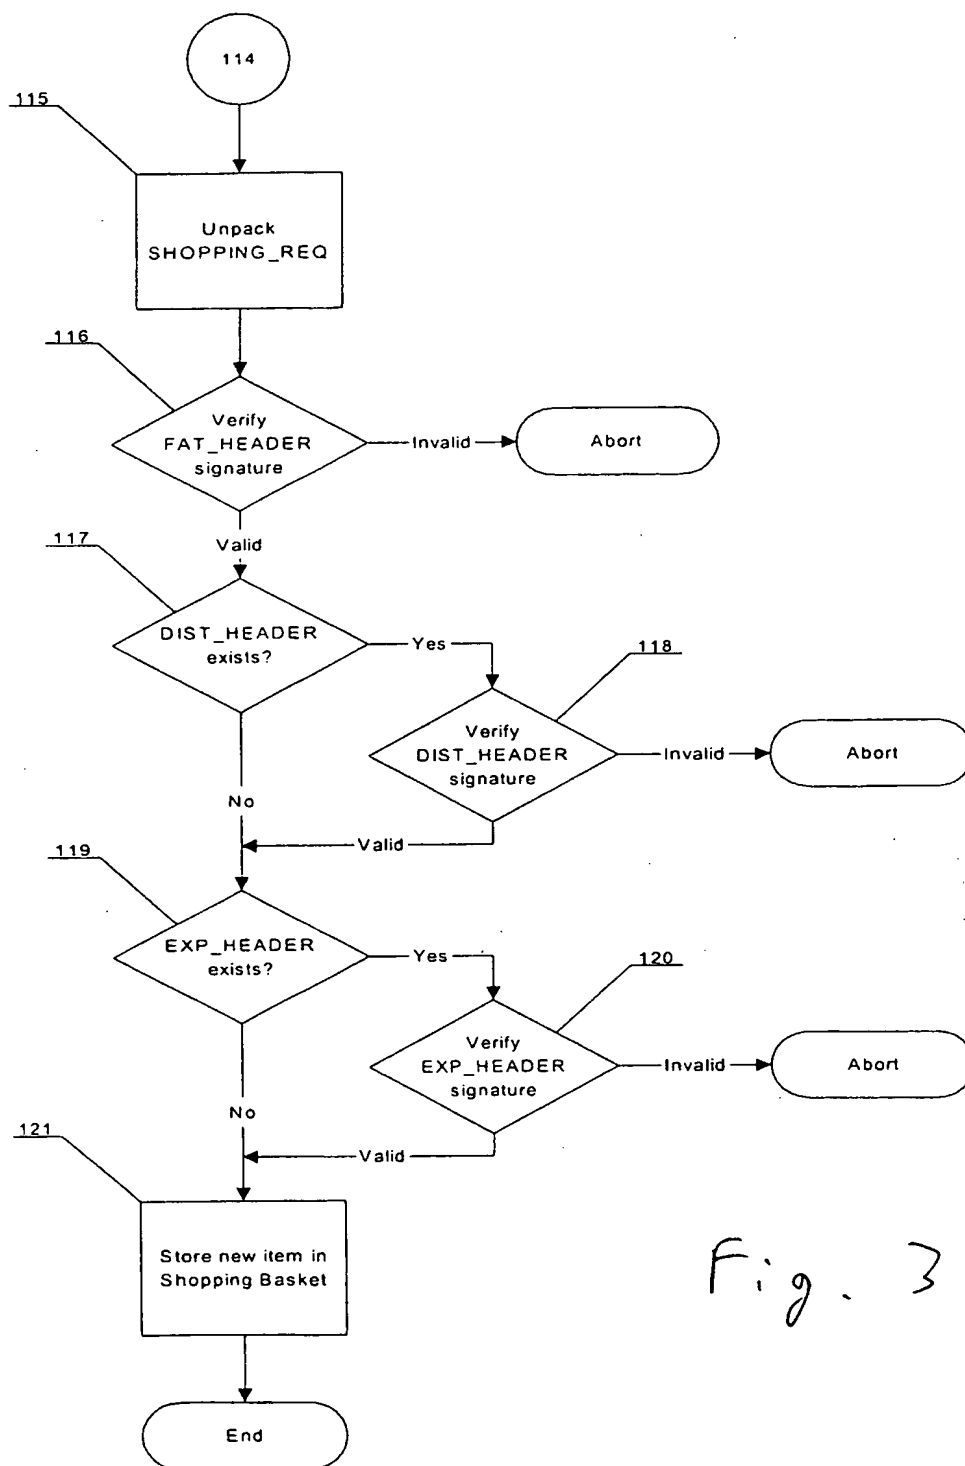 114
115
Unpack
SHOPPING_REQ
116
Verify
FAT_HEADER
signature
Invalid
Abort
Valid
117
DIST_HEADER
exists?
Yes
118
Verify
DIST_HEADER
signature
Invalid
Abort
No
Valid
119
EXP_HEADER
exists?
Yes
120
Verify
EXP_HEADER
signature
Invalid
Abort
No
Valid
121
Store new item in
Shopping Basket
Fig. 3
End